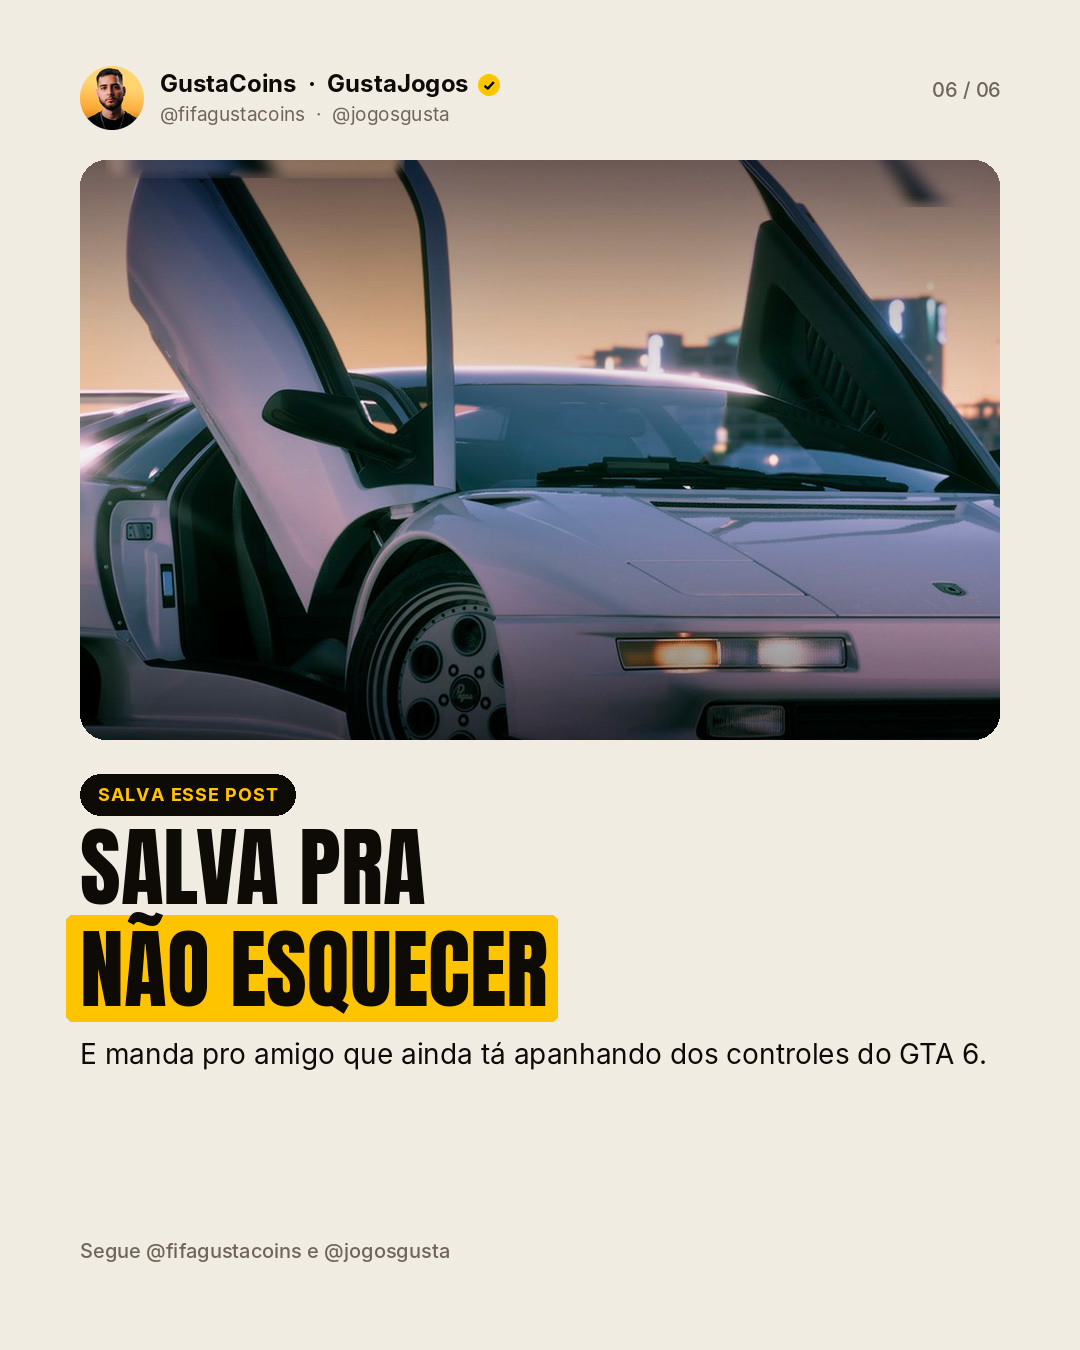 GustaCoins · GustaJogos
@fifagustacoins · @jogosgusta
06 / 06
SALVA ESSE POST
SALVA PRA
NÃO ESQUECER
E manda pro amigo que ainda tá apanhando dos controles do GTA 6.
Segue @fifagustacoins e @jogosgusta